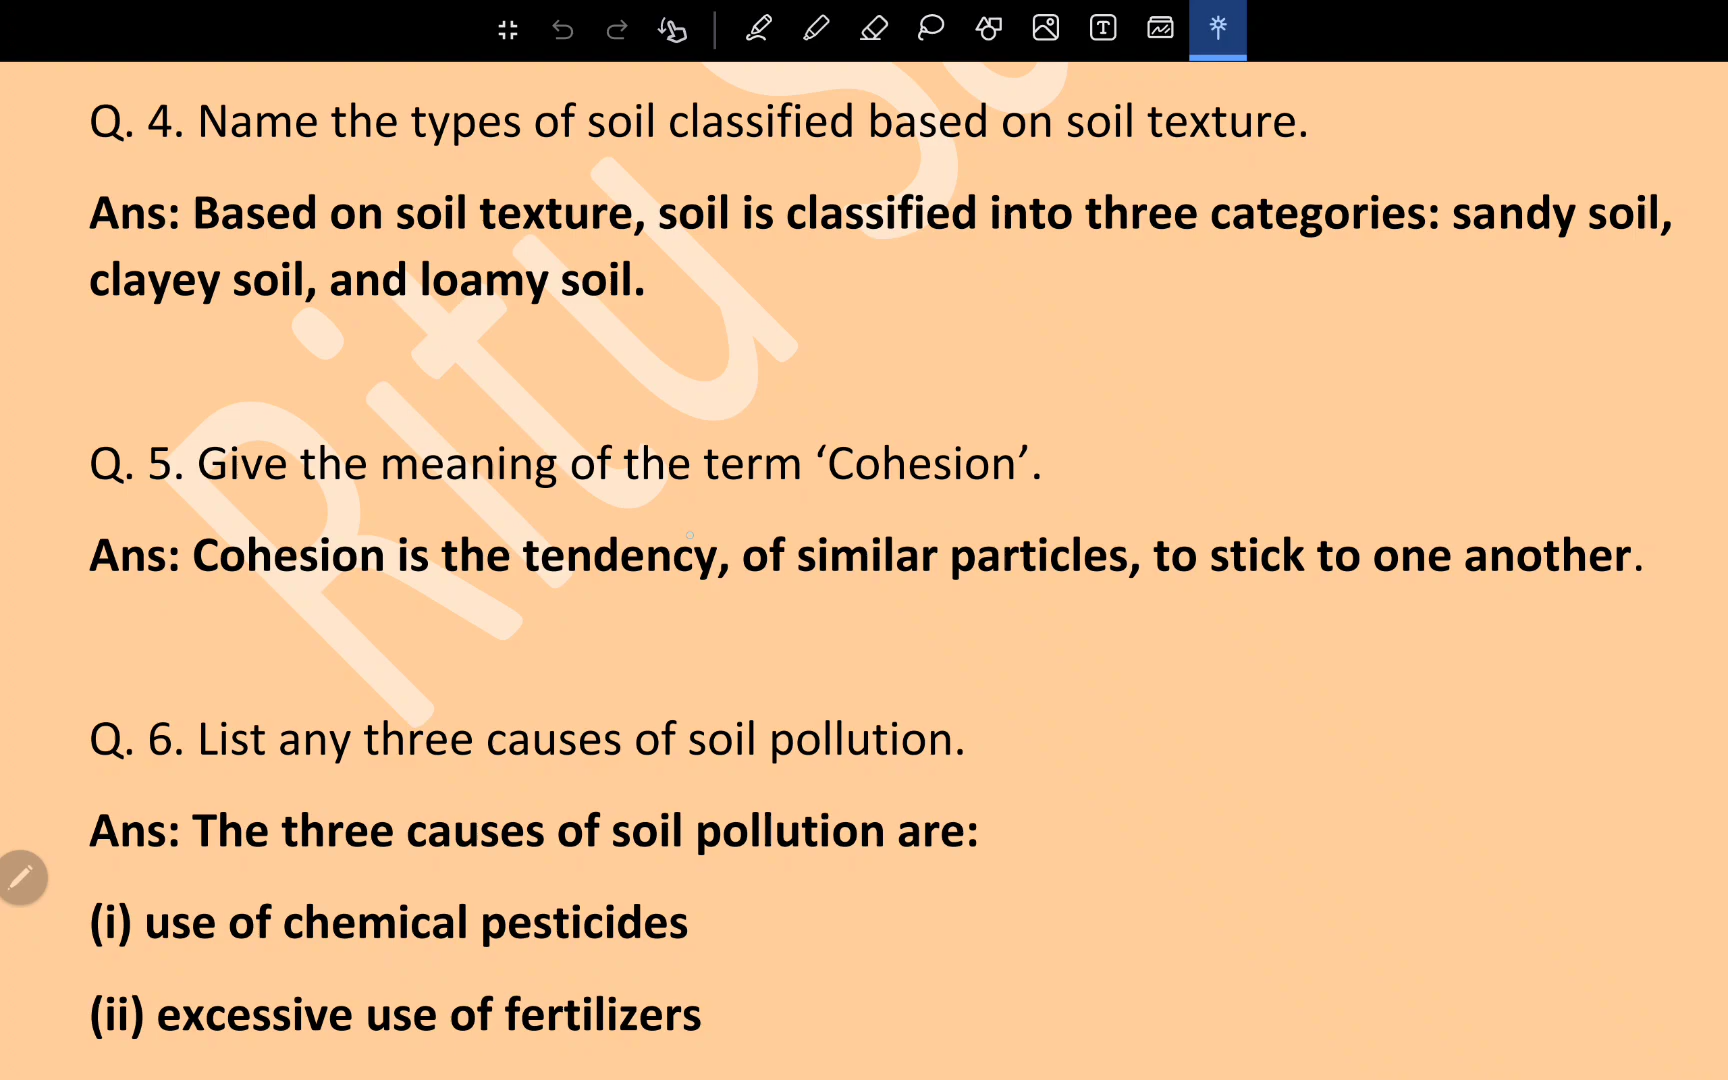 Q. 4. Name the types of soil classified based on soil texture.
Ans: Based on soil texture, soil is classified into three categories: sandy soil,
clayey soil, and loamy soil.
Q. 5. Give the meaning of the term ‘Cohesion’.
Ans: Cohesion is the tendency, of similar particles, to stick to one another.
Q. 6. List any three causes of soil pollution.
Ans: The three causes of soil pollution are:
(i) use of chemical pesticides
(ii) excessive use of fertilizers
Ritu